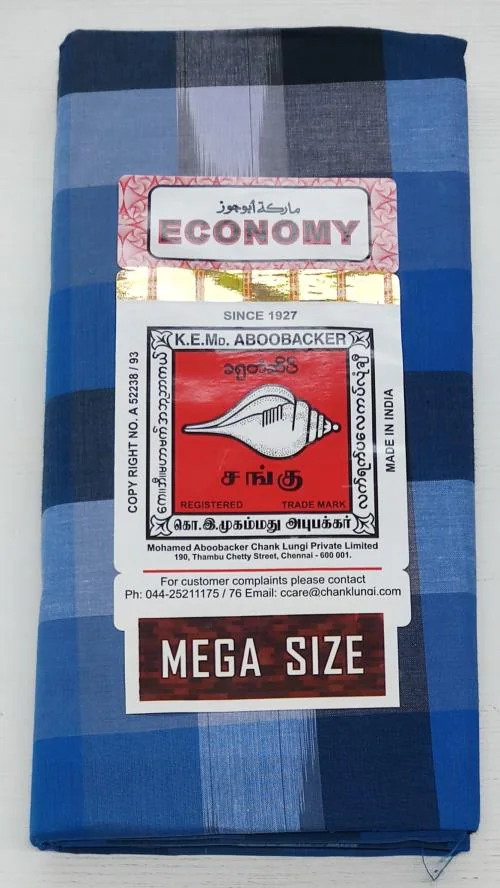 ماركة أبوجوز
ECONOMY
SINCE 1927
K.E.MD. ABOOBACKER
COPY RIGHT NO. A 52238 / 93
MADE IN INDIA
சங்கு
REGISTERED TRADE MARK
கொ.இ.முகம்மது அபுபக்கர்
Mohamed Aboobacker Chank Lungi Private Limited
190, Thambu Chetty Street, Chennai - 600 001.
For customer complaints please contact
Ph: 044-25211175 / 76 Email: ccare@chanklungi.com
MEGA SIZE